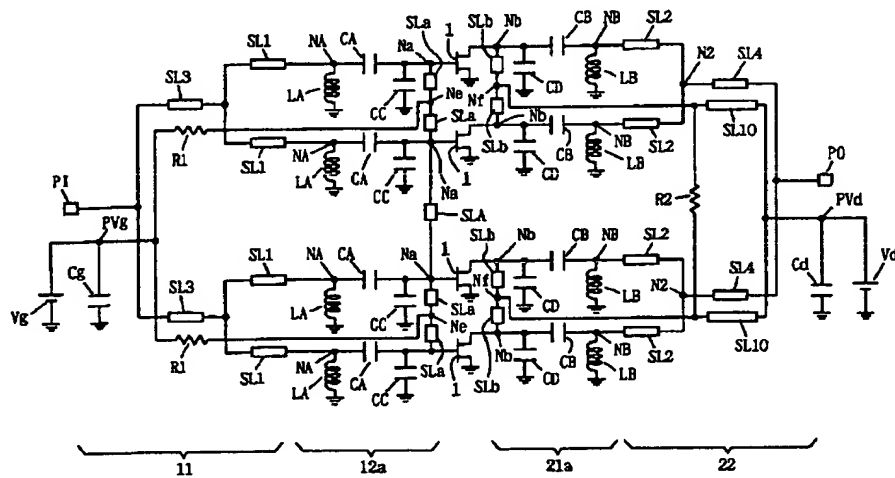 SLa SLb Nb CB NB SL2
SL1 NA CA Na 1 N2 SL4
SL3 LA CC Ne Nf CD LB
SLa Nb SL10
R1 SL1 NA CA CC 1 SLb CD CB NB SL2 LB
LA Na
PI PO
R2
PVg SLA PVd
SLb Nb CB NB SL2
Vg Cg SL1 NA CA Na 1 SL4 Cd Vd
SL3 LA CC SLa Nf CD LB N2
Ne
R1 SL1 NA CA CC SLa 1 SLb Nb CD CB NB SL2 SL10
LA LB
11 12a 21a 22